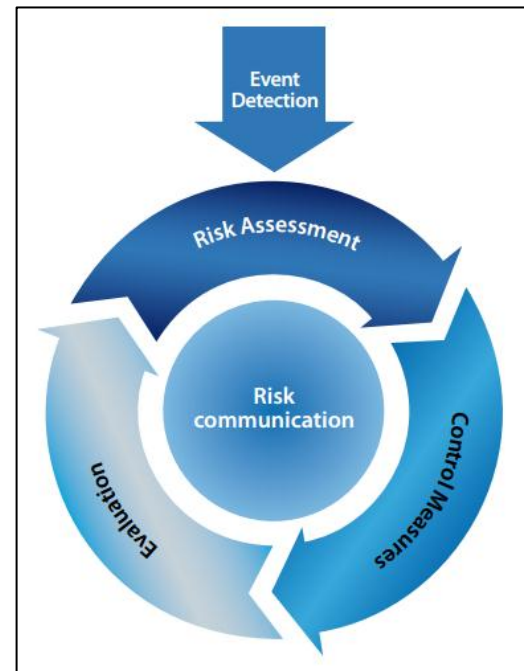 Event
Detection
Risk Assessment
Risk
communication
Control Measures
Evaluation